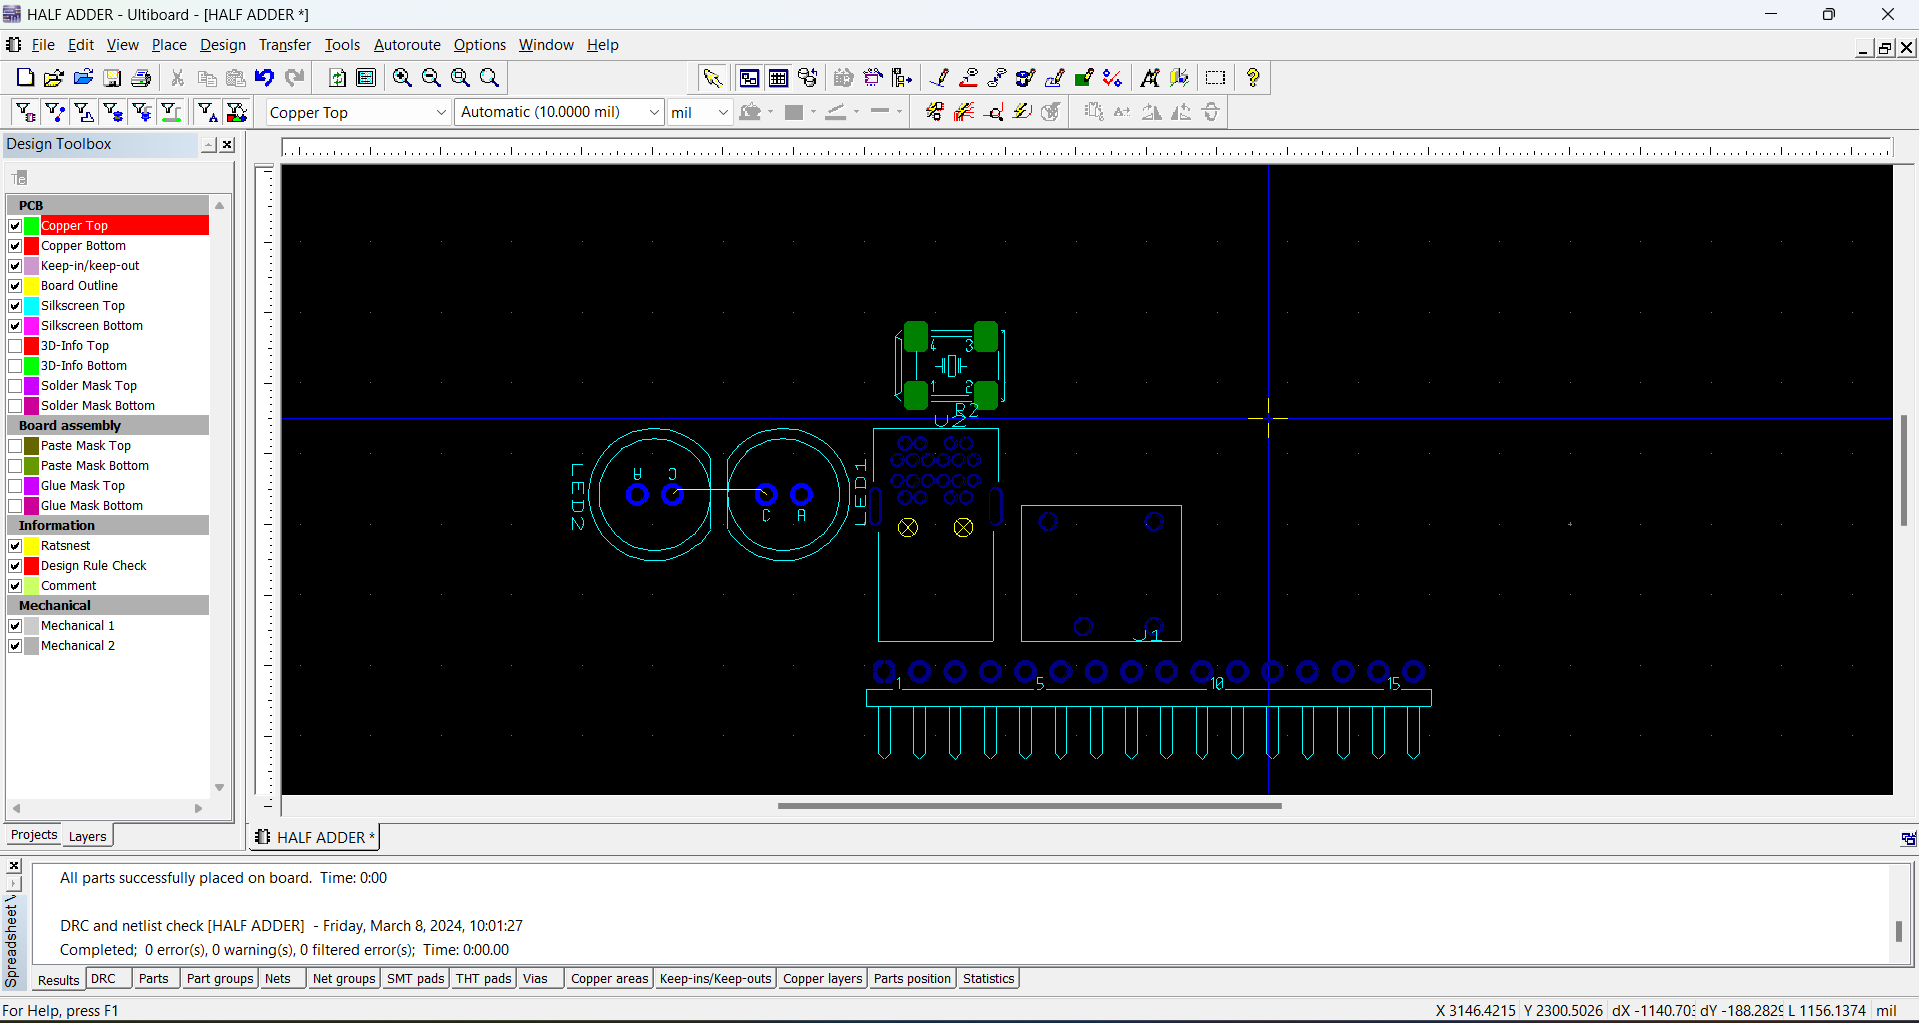 HALF ADDER - Ultiboard - [HALF ADDER *]
File Edit View Place Design Transfer Tools Autoroute Options Window Help
Copper Top Automatic (10.0000 mil) mil
Design Toolbox
PCB
Copper Top
Copper Bottom
Keep-in/keep-out
Board Outline
Silkscreen Top
Silkscreen Bottom
3D-Info Top
3D-Info Bottom
Solder Mask Top
Solder Mask Bottom
Board assembly
Paste Mask Top
Paste Mask Bottom
Glue Mask Top
Glue Mask Bottom
Information
Ratsnest
Design Rule Check
Comment
Mechanical
Mechanical 1
Mechanical 2
Projects Layers
4 3
1 2
R2
U2
LED2 A C
C A LED1
J1
1 5 10 15
HALF ADDER *
All parts successfully placed on board. Time: 0:00
DRC and netlist check [HALF ADDER] - Friday, March 8, 2024, 10:01:27
Completed; 0 error(s), 0 warning(s), 0 filtered error(s); Time: 0:00.00
Spreadsheet
Results DRC Parts Part groups Nets Net groups SMT pads THT pads Vias Copper areas Keep-ins/Keep-outs Copper layers Parts position Statistics
For Help, press F1
X 3146.4215 Y 2300.5026 dX -1140.703 dY -188.2829 L 1156.1374 mil